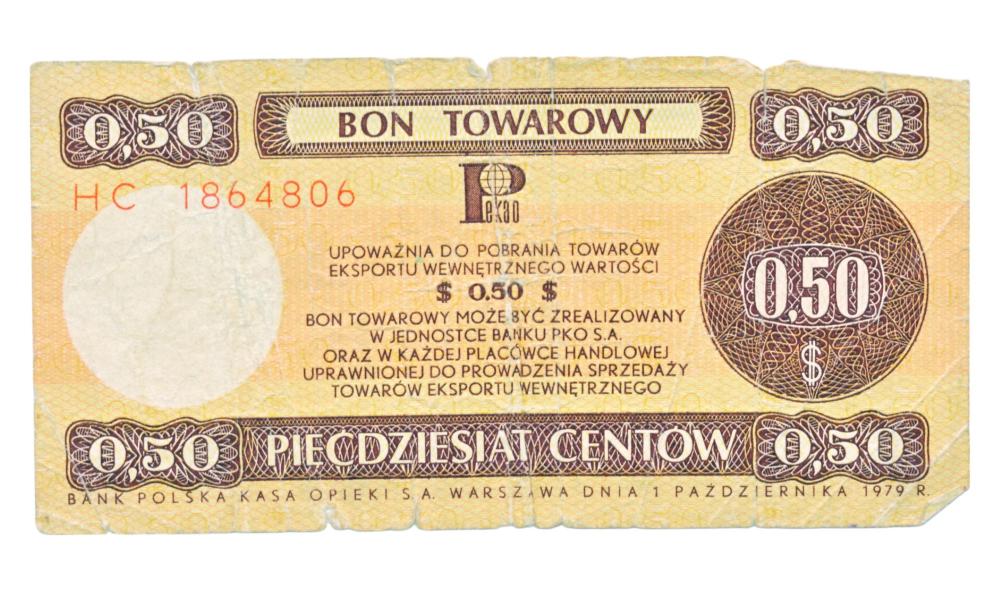 0,50 BON TOWAROWY 0,50
HC 1864806
Pekao
UPOWAŻNIA DO POBRANIA TOWARÓW
EKSPORTU WEWNĘTRZNEGO WARTOŚCI
$ 0.50 $
BON TOWAROWY MOŻE BYĆ ZREALIZOWANY
W JEDNOSTCE BANKU PKO S.A.
ORAZ W KAŻDEJ PLACÓWCE HANDLOWEJ
UPRAWNIONEJ DO PROWADZENIA SPRZEDAŻY
TOWARÓW EKSPORTU WEWNĘTRZNEGO
0,50
$
0,50 PIĘĆDZIESIĄT CENTÓW 0,50
BANK POLSKA KASA OPIEKI S.A. WARSZAWA DNIA 1 PAŹDZIERNIKA 1979 R.